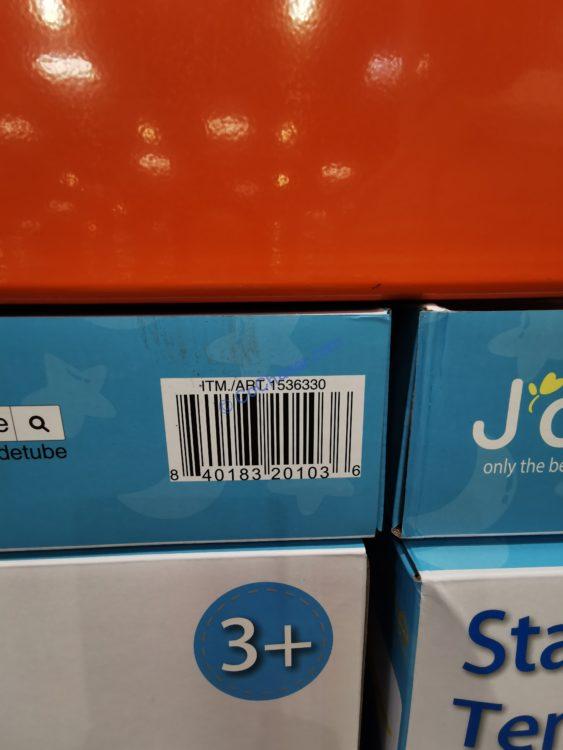 ITM./ART.1536330
8 40183 20103 6
e
detube
J'
only the be
3+
Sta
Ter